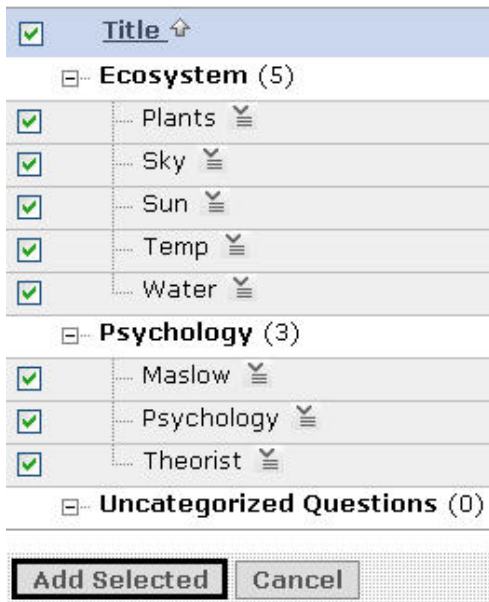 Title
Ecosystem (5)
Plants
Sky
Sun
Temp
Water
Psychology (3)
Maslow
Psychology
Theorist
Uncategorized Questions (0)
Add Selected Cancel